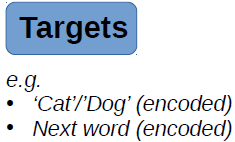 Targets
e.g.
• ‘Cat’/’Dog’ (encoded)
• Next word (encoded)